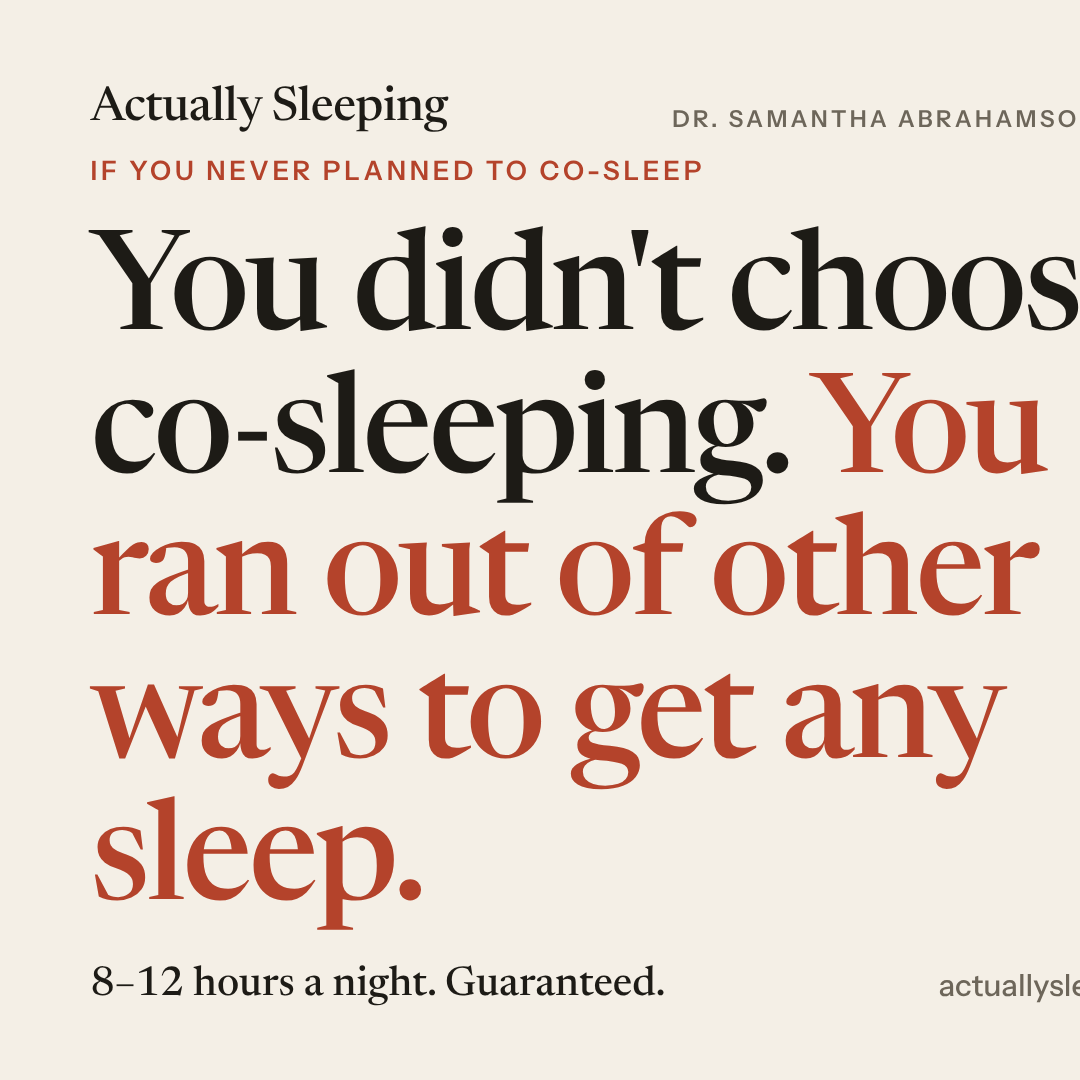 Actually Sleeping
DR. SAMANTHA ABRAHAMSO
IF YOU NEVER PLANNED TO CO-SLEEP
You didn't choos
co-sleeping. You
ran out of other
ways to get any
sleep.
8–12 hours a night. Guaranteed.
actuallysle